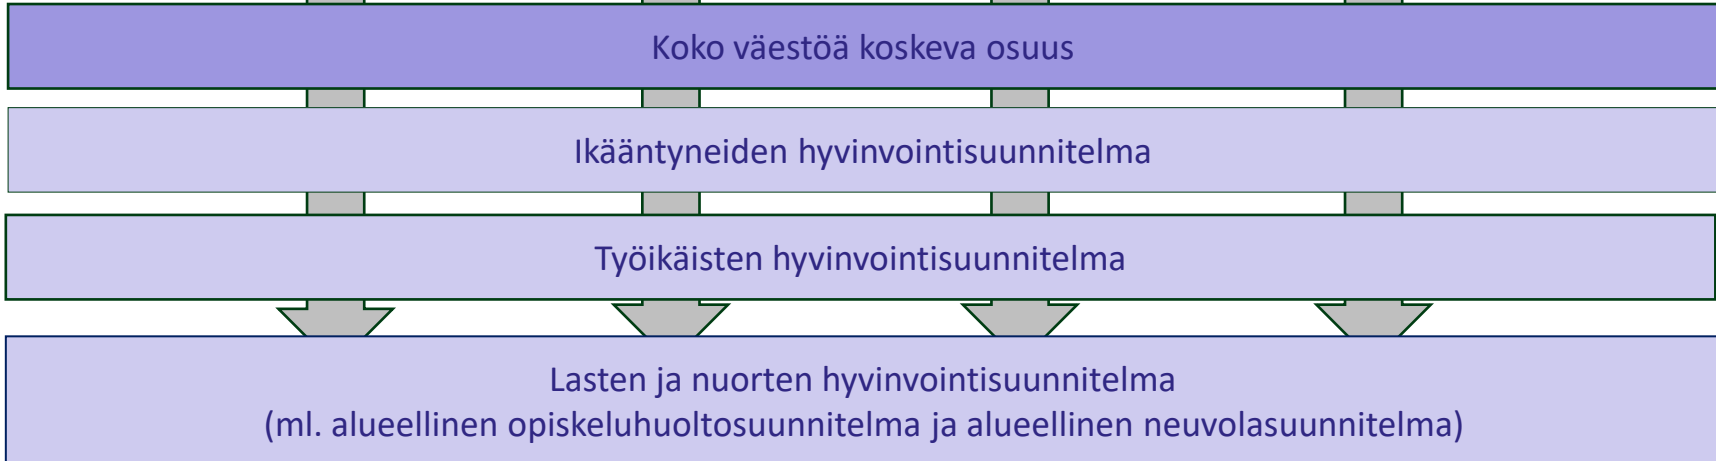 Koko väestöä koskeva osuus
Ikääntyneiden hyvinvointisuunnitelma
Työikäisten hyvinvointisuunnitelma
Lasten ja nuorten hyvinvointisuunnitelma
(ml. alueellinen opiskeluhuoltosuunnitelma ja alueellinen neuvolasuunnitelma)